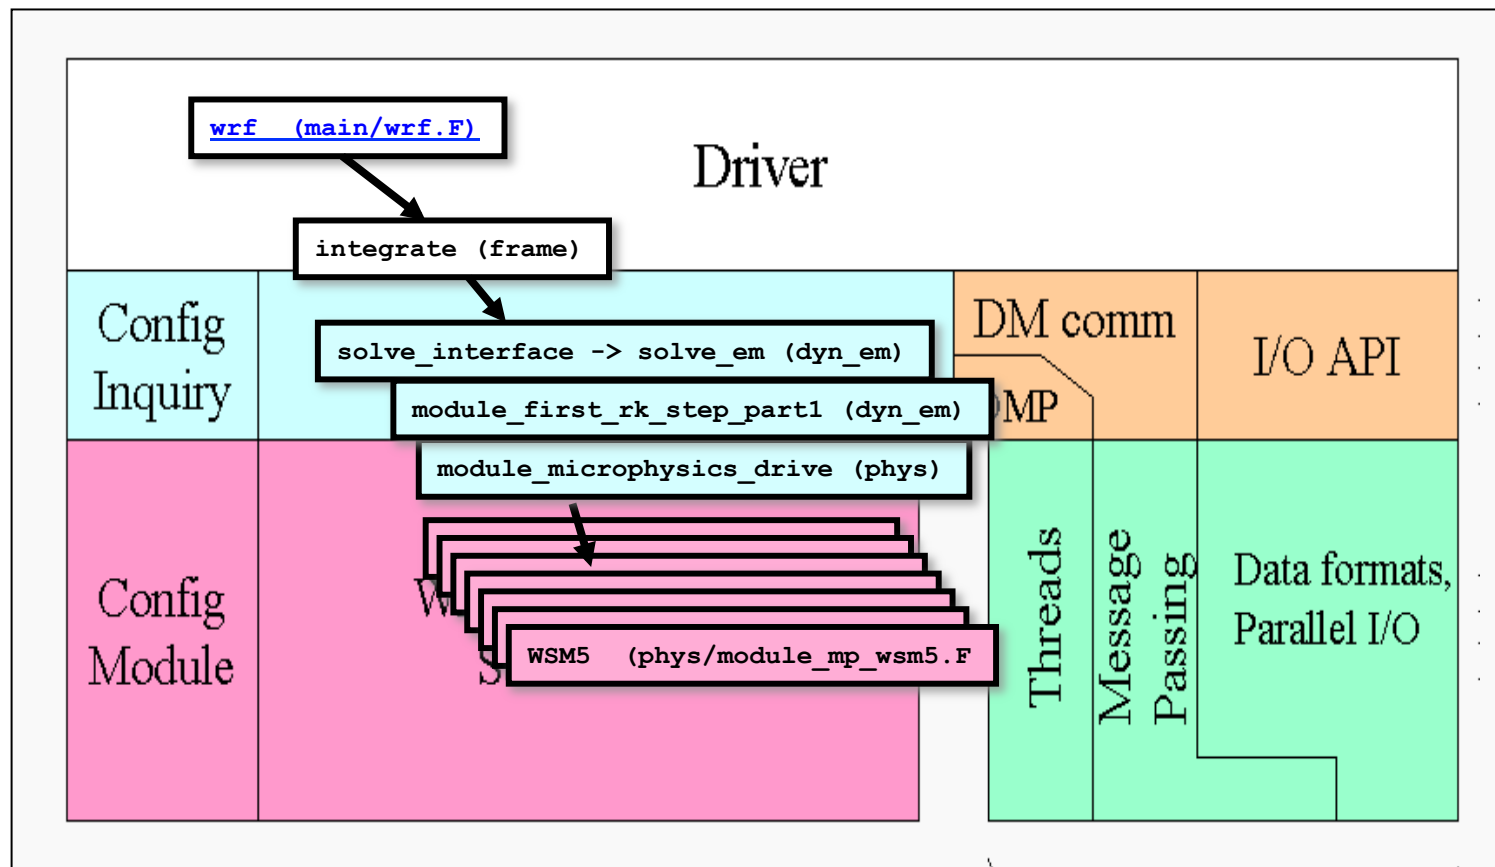 wrf (main/wrf.F)
Driver
integrate (frame)
Config
Inquiry
solve_interface -> solve_em (dyn_em)
DM comm
I/O API
module_first_rk_step_part1 (dyn_em)
MP
module_microphysics_drive (phys)
Config
Module
W
S
WSM5 (phys/module_mp_wsm5.F
Threads
Message
Passing
Data formats,
Parallel I/O